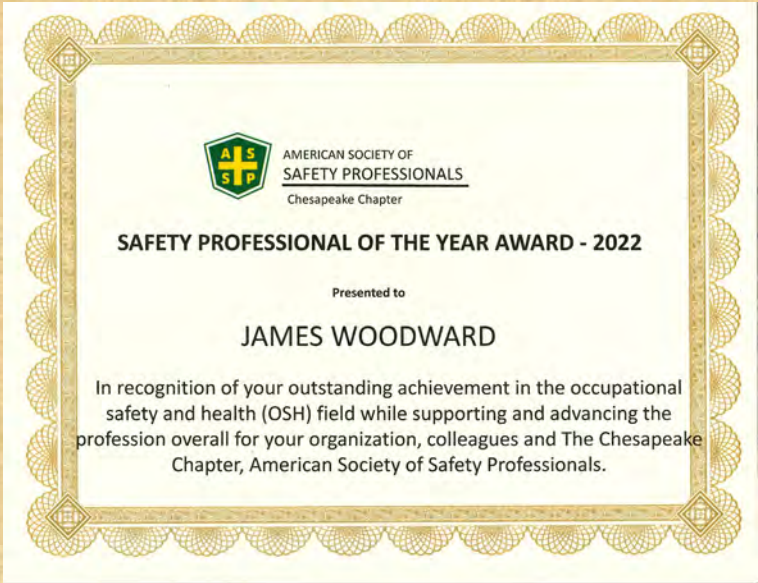 A S
S P
AMERICAN SOCIETY OF
SAFETY PROFESSIONALS
Chesapeake Chapter
SAFETY PROFESSIONAL OF THE YEAR AWARD - 2022
Presented to
JAMES WOODWARD
In recognition of your outstanding achievement in the occupational
safety and health (OSH) field while supporting and advancing the
profession overall for your organization, colleagues and The Chesapeake
Chapter, American Society of Safety Professionals.